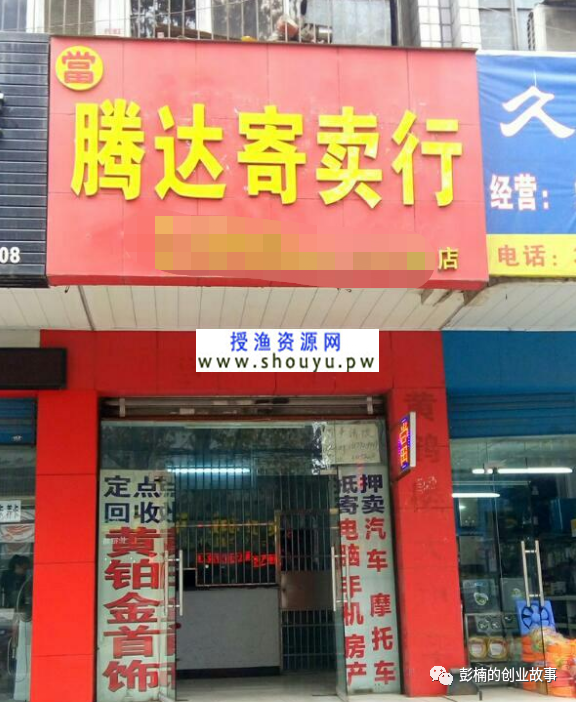 當
腾达寄卖行
店
久
经营：
电话：
08
授渔资源网
www.shouyu.pw
定点
回收
黄铂金首饰
抵押
寄卖
电脑手机
汽车
摩托车
房产
彭楠的创业故事